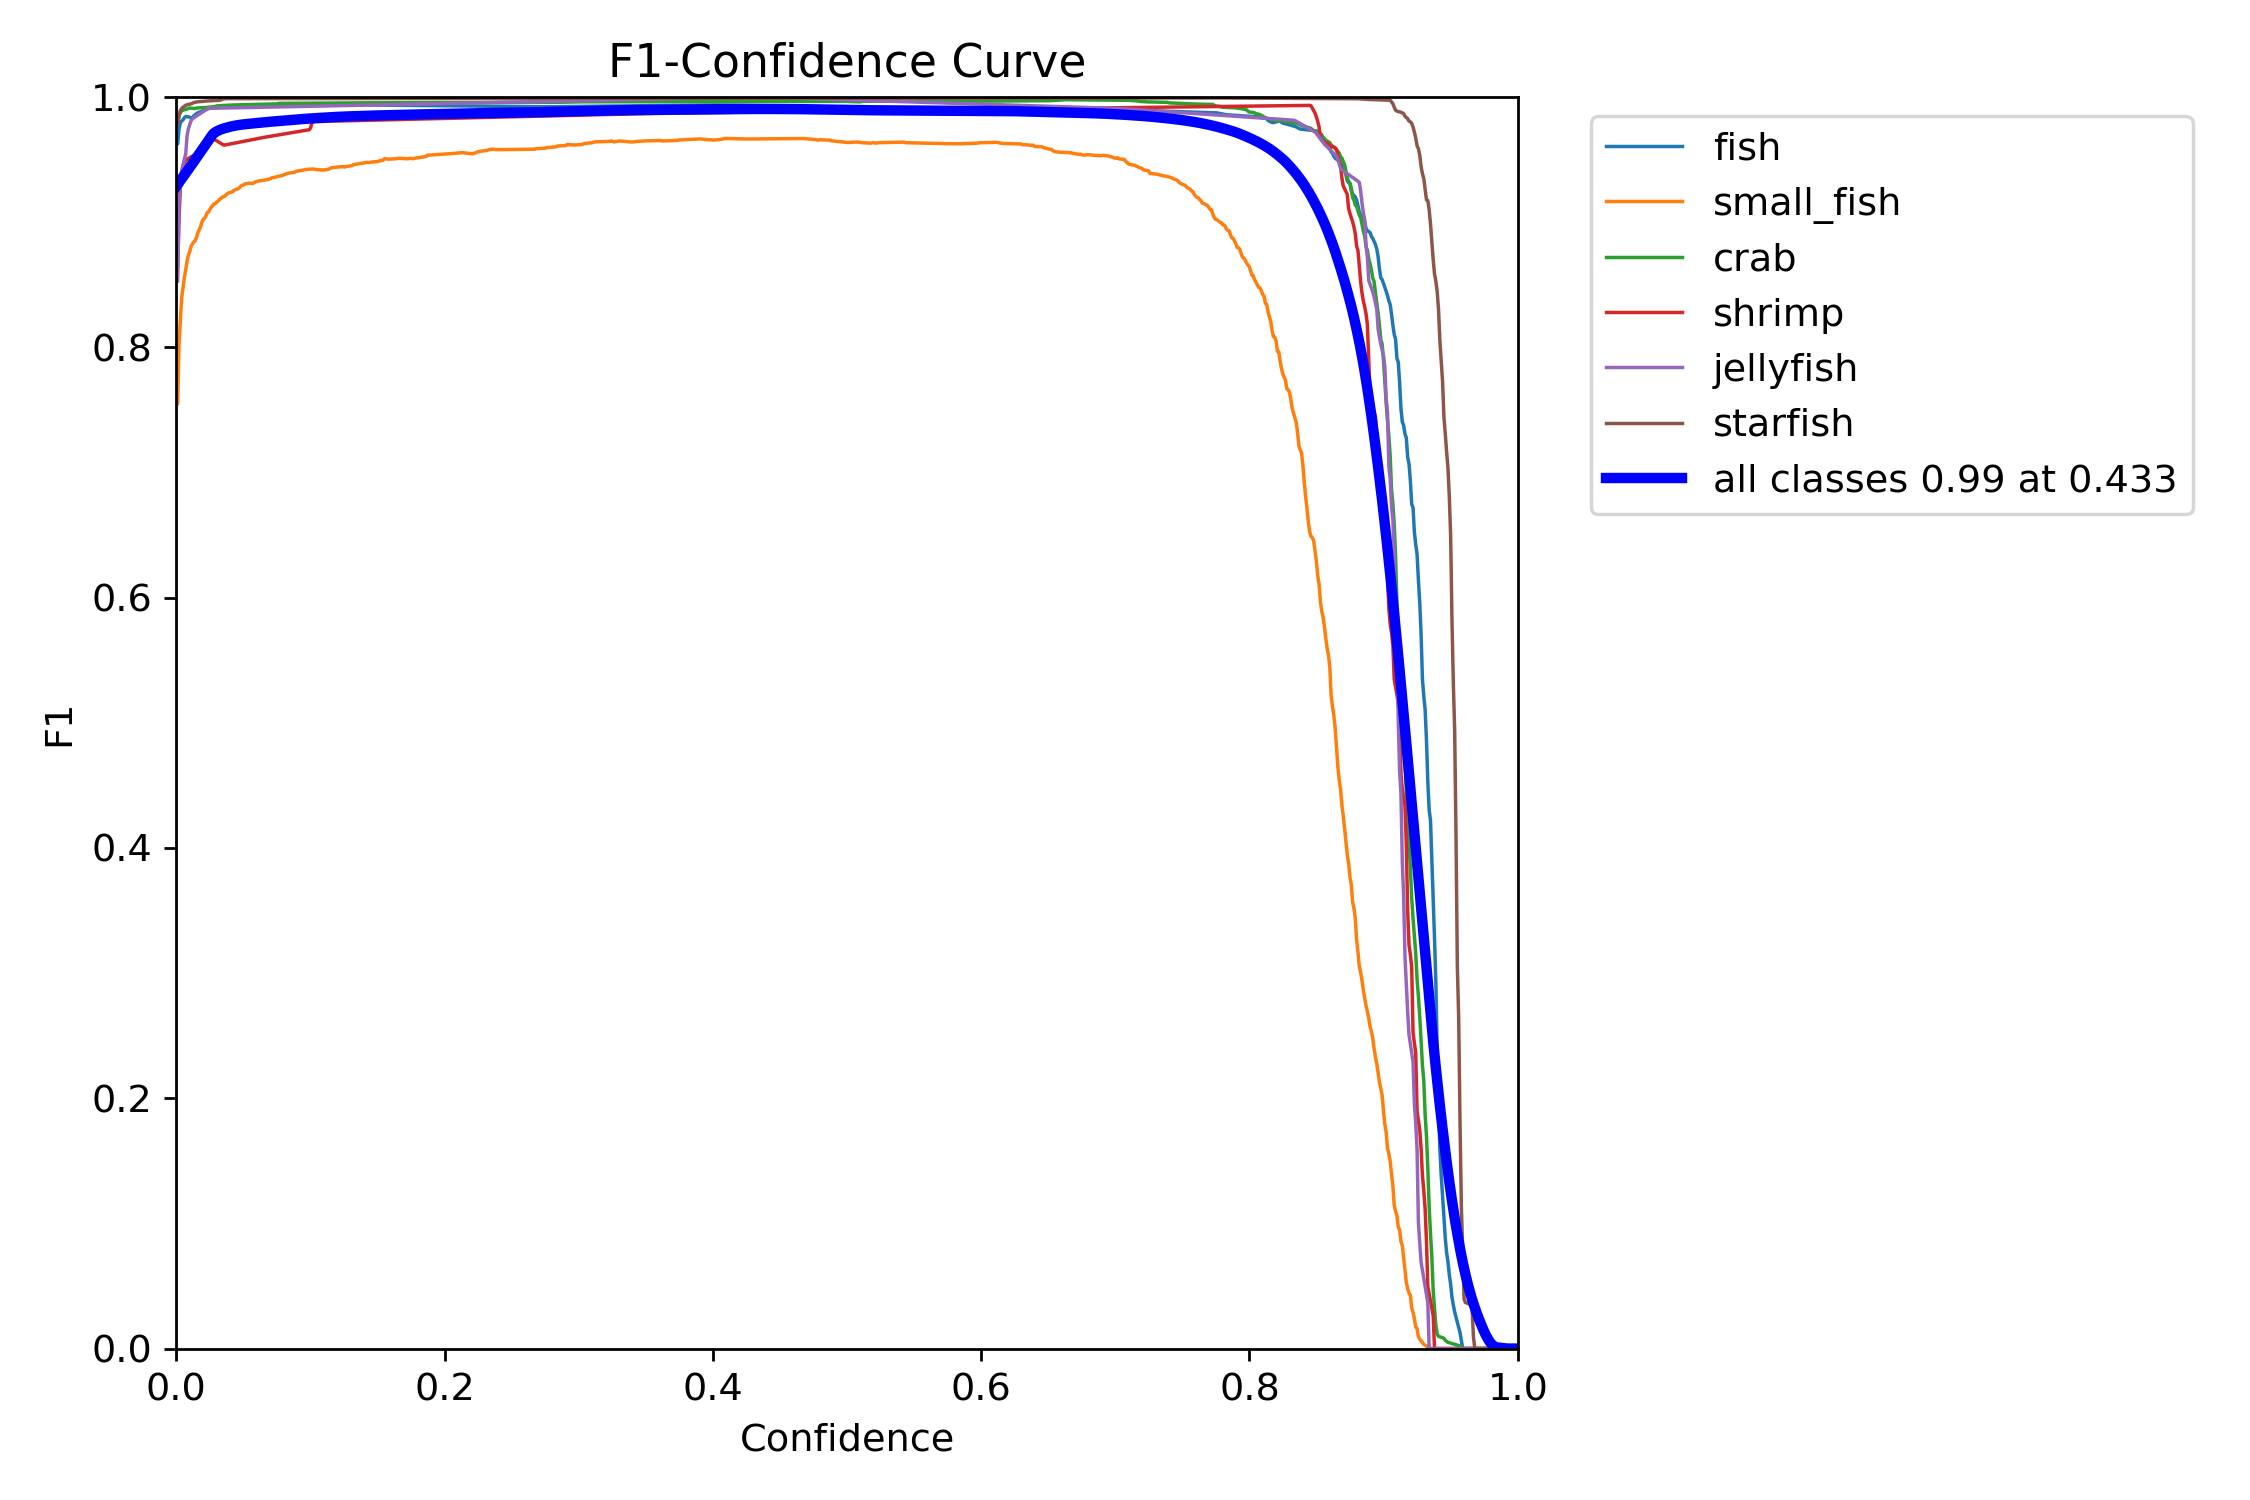 F1-Confidence Curve
1.0
0.8
0.6
0.4
0.2
0.0
F1
0.0 0.2 0.4 0.6 0.8 1.0
Confidence
fish
small_fish
crab
shrimp
jellyfish
starfish
all classes 0.99 at 0.433